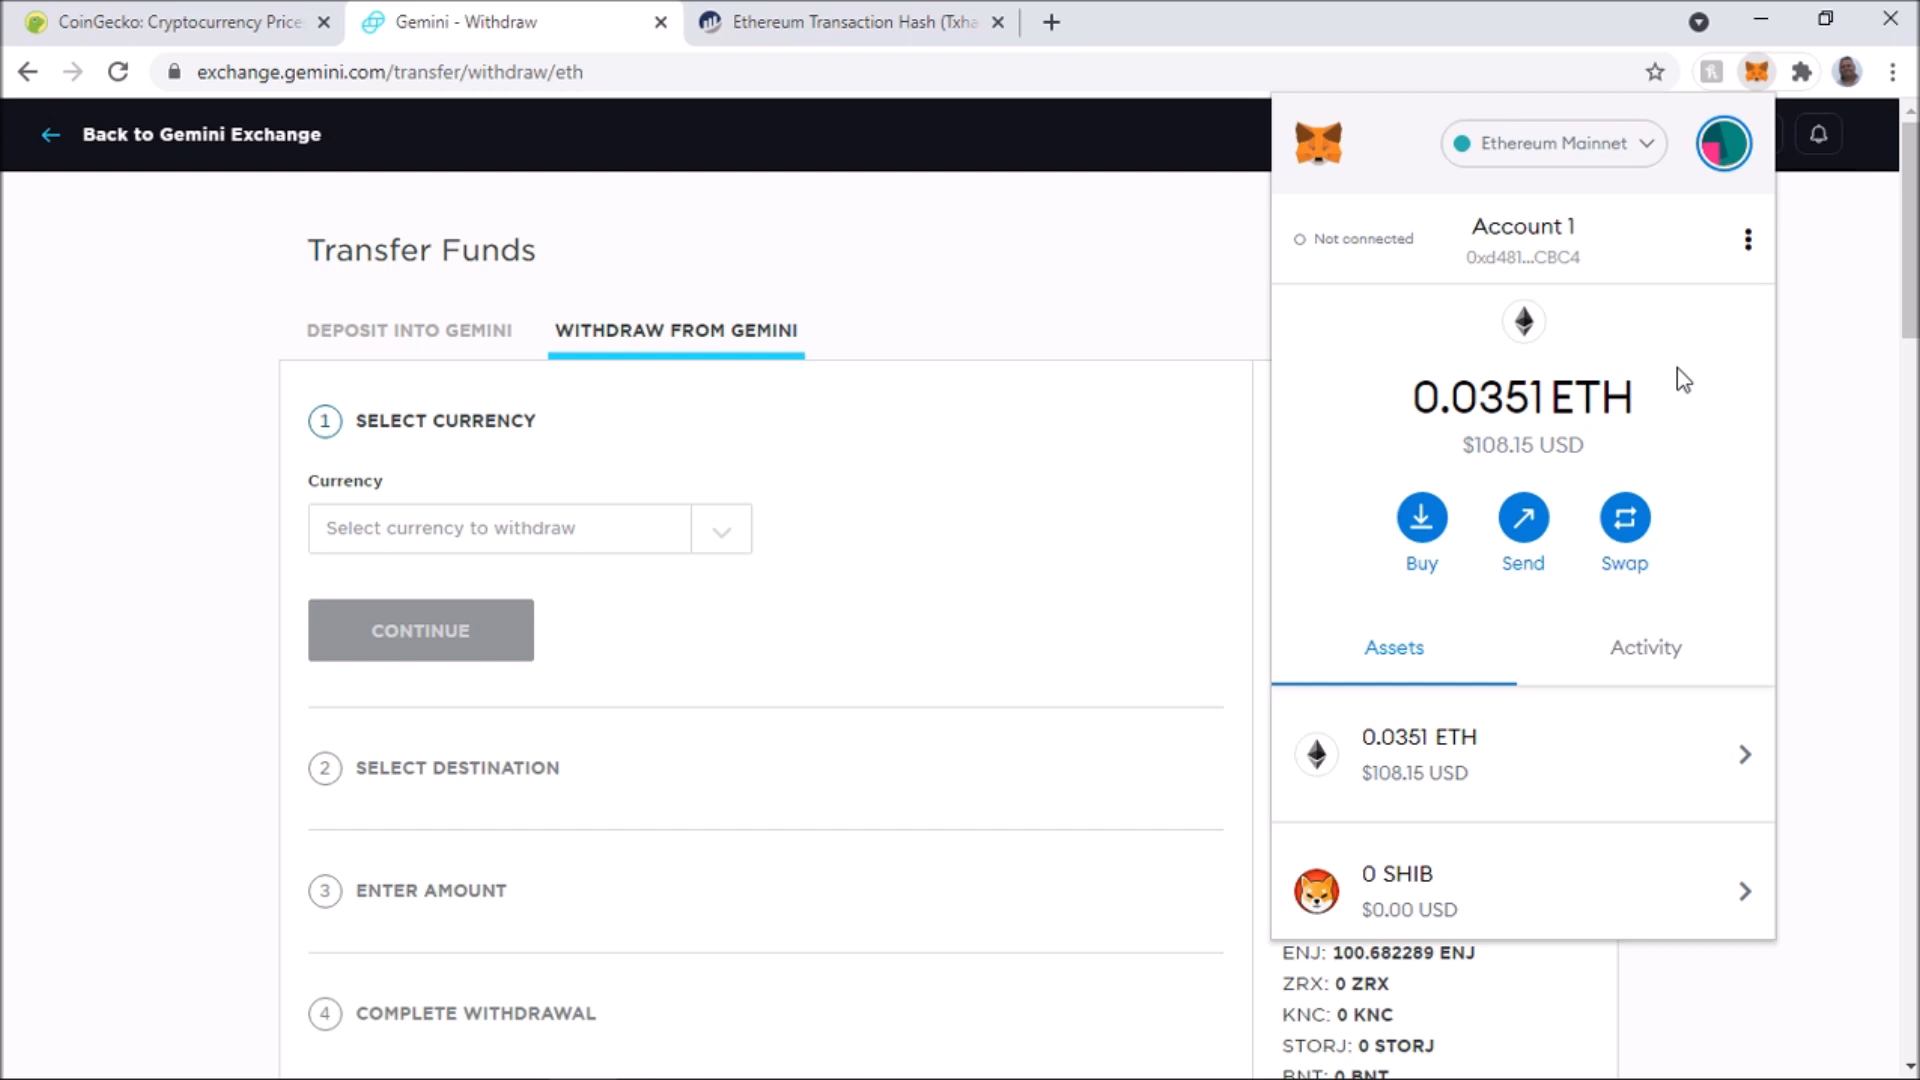 CoinGecko: Cryptocurrency Price
Gemini - Withdraw
Ethereum Transaction Hash (Txha
exchange.gemini.com/transfer/withdraw/eth
Back to Gemini Exchange
Ethereum Mainnet
Not connected
Account 1
0xd481...CBC4
Transfer Funds
DEPOSIT INTO GEMINI
WITHDRAW FROM GEMINI
0.0351 ETH
$108.15 USD
Buy
Send
Swap
Assets
Activity
0.0351 ETH
$108.15 USD
0 SHIB
$0.00 USD
1 SELECT CURRENCY
Currency
Select currency to withdraw
CONTINUE
2 SELECT DESTINATION
3 ENTER AMOUNT
4 COMPLETE WITHDRAWAL
ENJ: 100.682289 ENJ
ZRX: 0 ZRX
KNC: 0 KNC
STORJ: 0 STORJ
BNT: 0 BNT